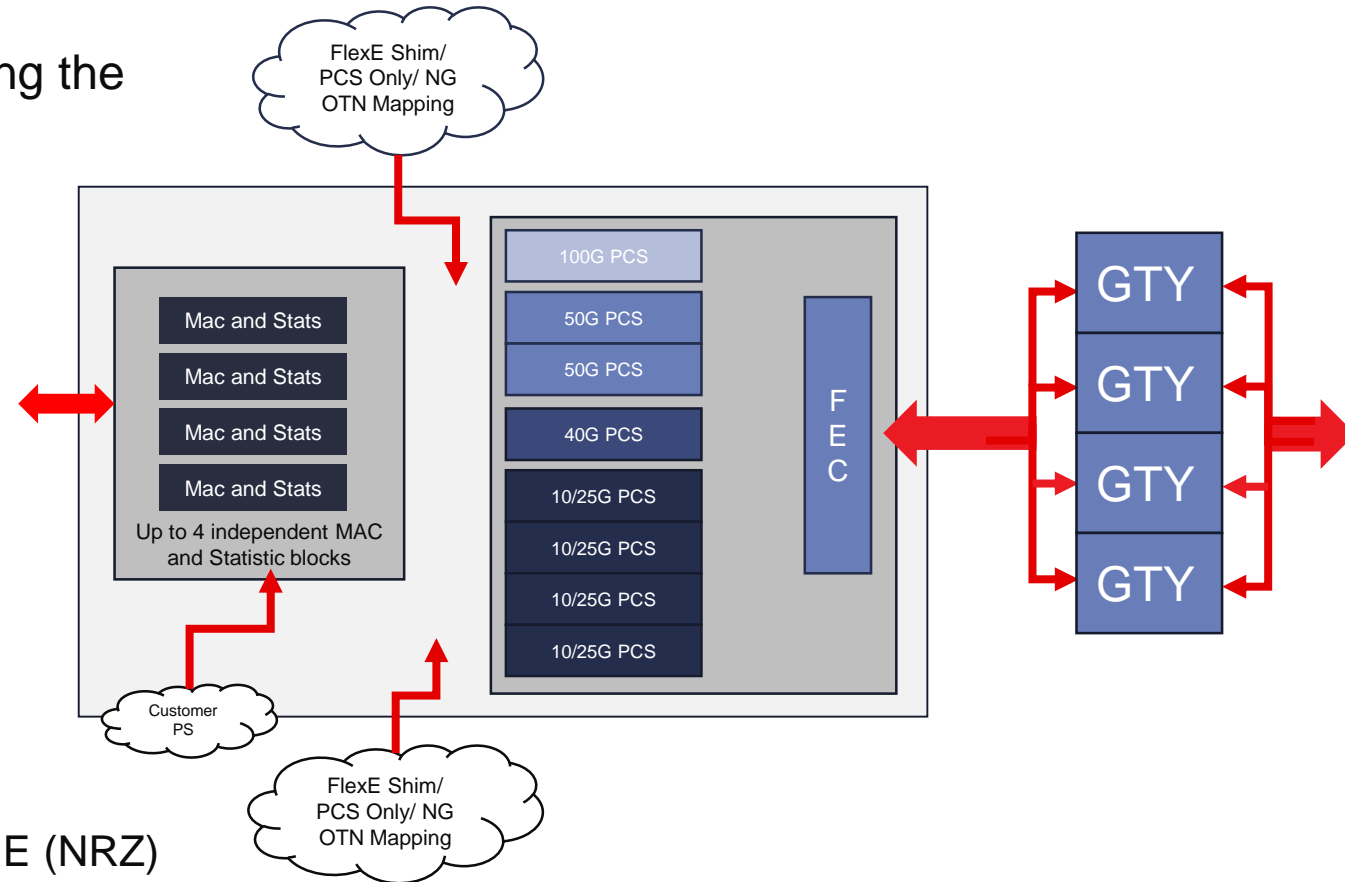 ng the
FlexE Shim/
PCS Only/ NG
OTN Mapping
Mac and Stats
Mac and Stats
Mac and Stats
Mac and Stats
Up to 4 independent MAC
and Statistic blocks
100G PCS
50G PCS
50G PCS
40G PCS
10/25G PCS
10/25G PCS
10/25G PCS
10/25G PCS
F
E
C
GTY
GTY
GTY
GTY
Customer
PS
FlexE Shim/
PCS Only/ NG
OTN Mapping
E (NRZ)